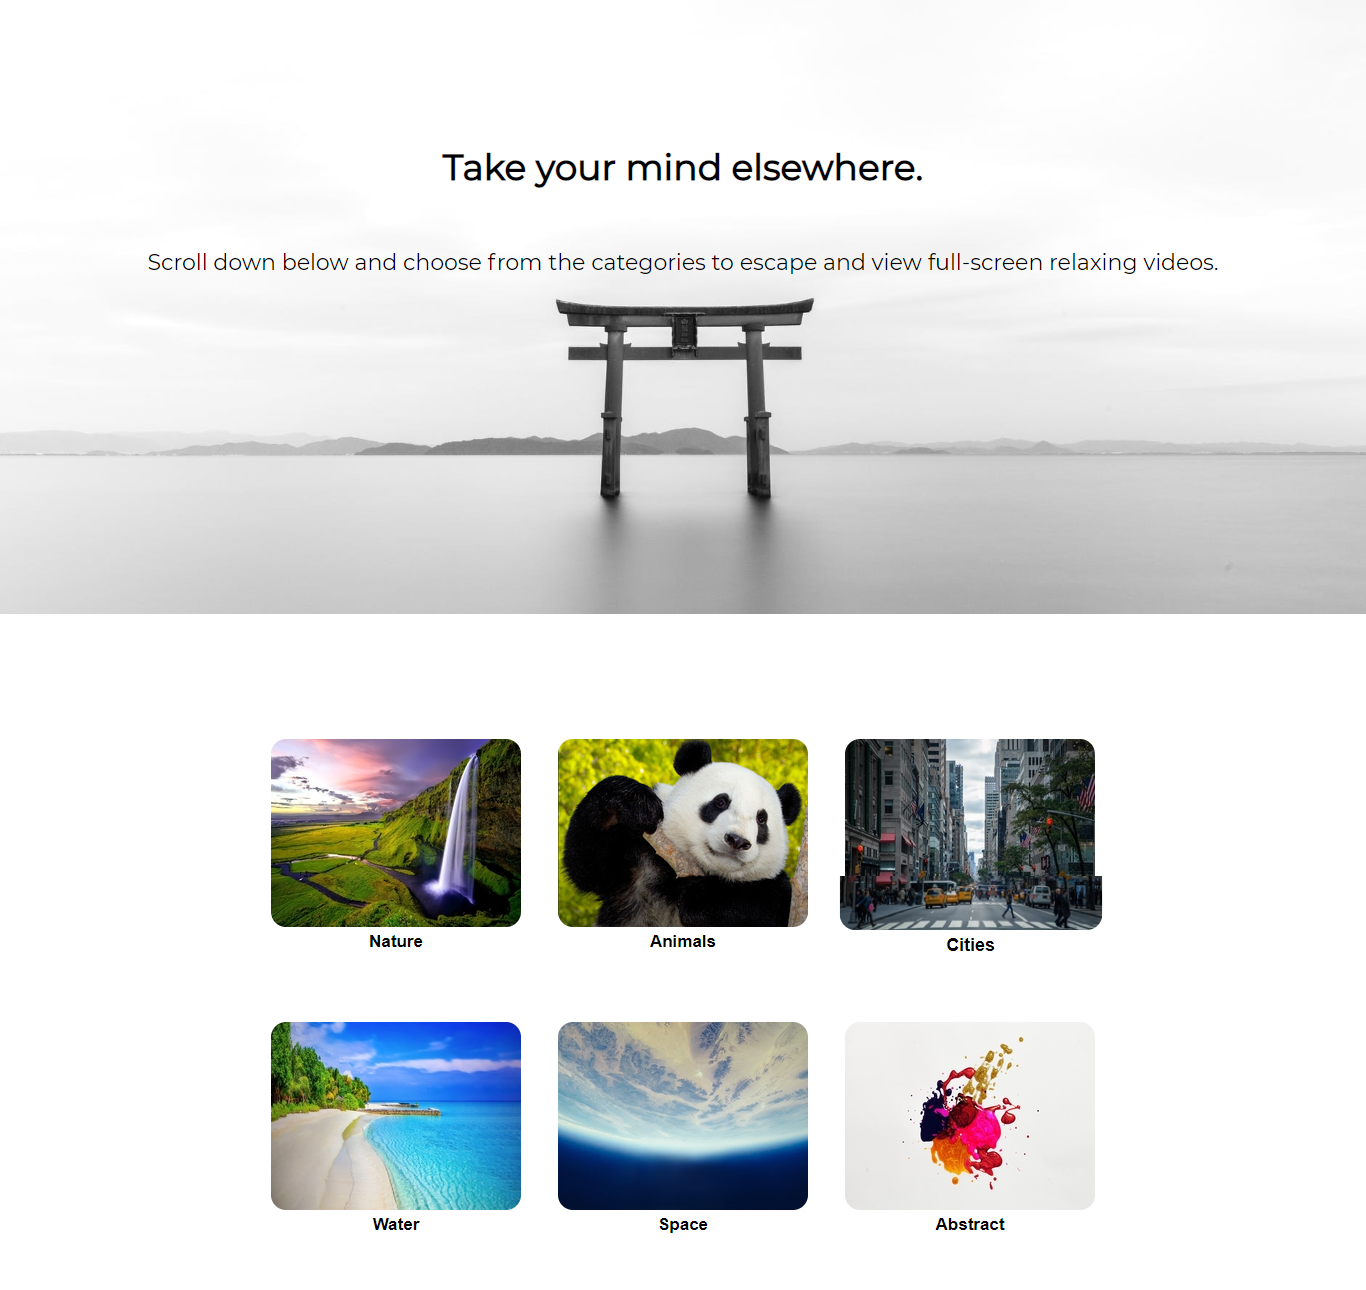 Take your mind elsewhere.
Scroll down below and choose from the categories to escape and view full-screen relaxing videos.
Nature
Animals
Cities
Water
Space
Abstract